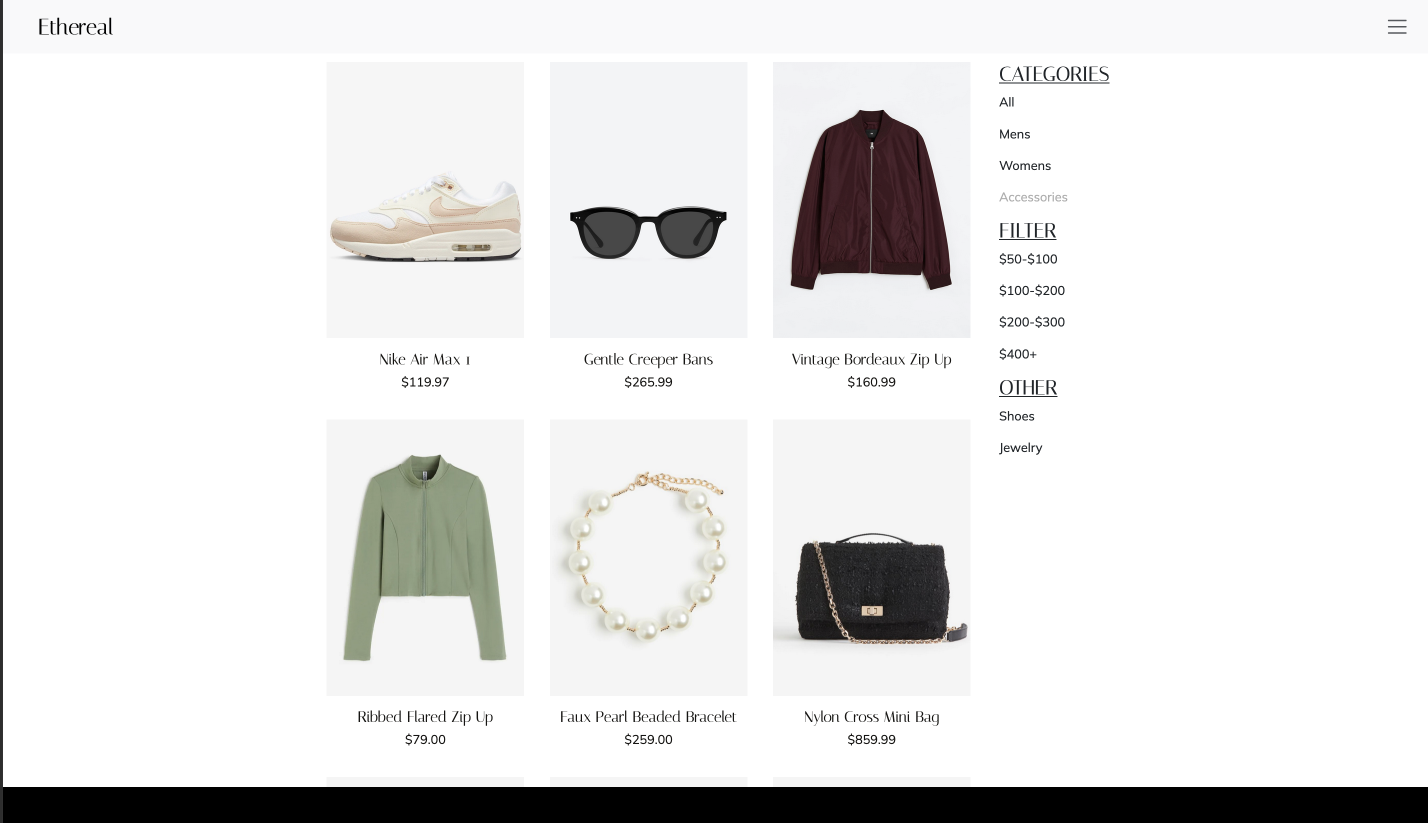 Ethereal
Nike Air Max 1
$119.97
Gentle Creeper Bans
$265.99
Vintage Bordeaux Zip Up
$160.99
Ribbed Flared Zip Up
$79.00
Faux Pearl Beaded Bracelet
$259.00
Nylon Cross Mini Bag
$859.99
CATEGORIES
All
Mens
Womens
Accessories
FILTER
$50-$100
$100-$200
$200-$300
$400+
OTHER
Shoes
Jewelry